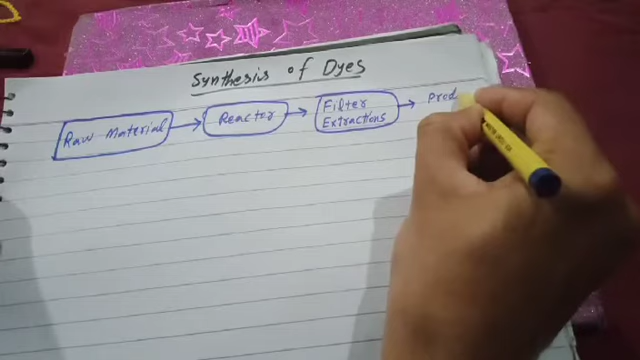 Synthesis of Dyes
Raw Material → Reactor → Filter Extractions → Prod